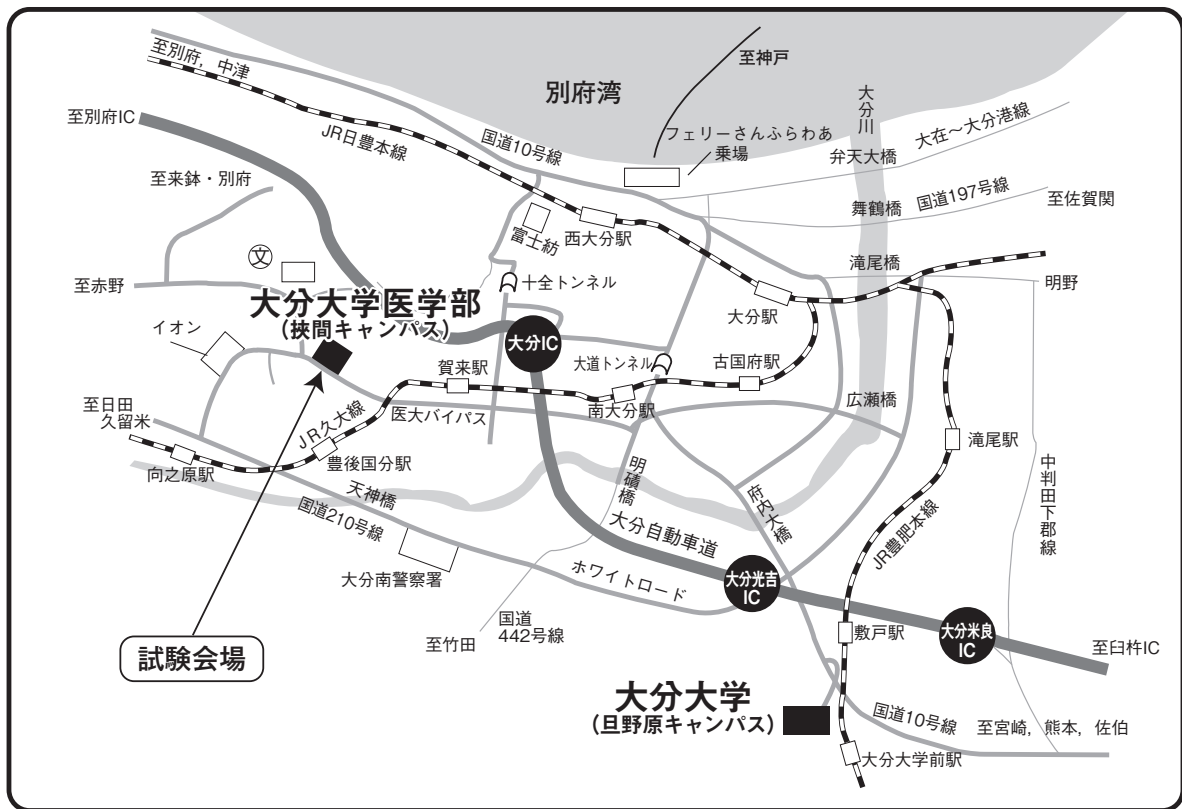 至神戸
至別府，中津
別府湾
大分川
至別府IC
JR日豊本線
国道10号線
フェリーさんふらわあ
乗場
大在〜大分港線
弁天大橋
至来鉢・別府
舞鶴橋
国道197号線
至佐賀関
富士紡
西大分駅
文
十全トンネル
滝尾橋
至赤野
明野
大分大学医学部
（挾間キャンパス）
大分駅
イオン
大分IC
賀来駅
大道トンネル
古国府駅
至日田
久留米
JR久大線
医大バイパス
南大分駅
広瀬橋
滝尾駅
向之原駅
豊後国分駅
天神橋
明磧橋
府内大橋
中判田下郡線
国道210号線
大分自動車道
JR豊肥本線
大分南警察署
ホワイトロード
大分光吉
IC
国道
442号線
至竹田
敷戸駅
大分米良
IC
至臼杵IC
試験会場
大分大学
（旦野原キャンパス）
国道10号線
至宮崎，熊本，佐伯
大分大学前駅